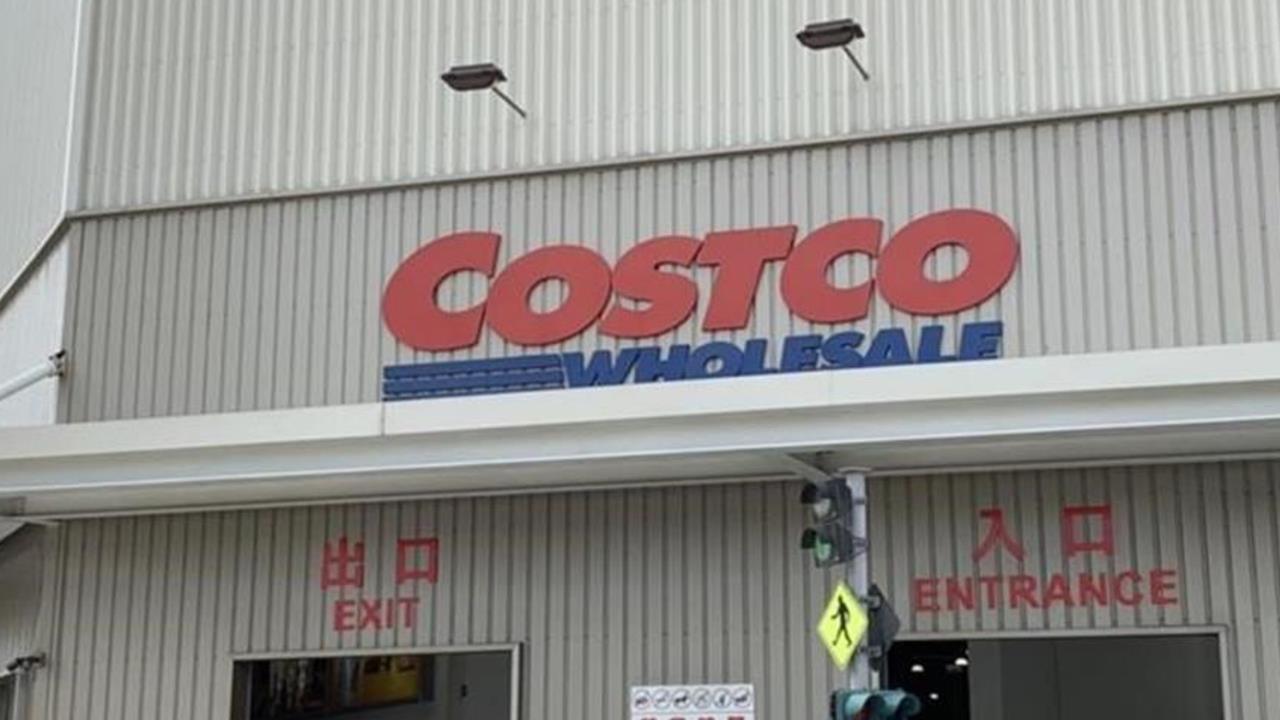 COSTCO
WHOLESALE
出口
EXIT
入口
ENTRANCE